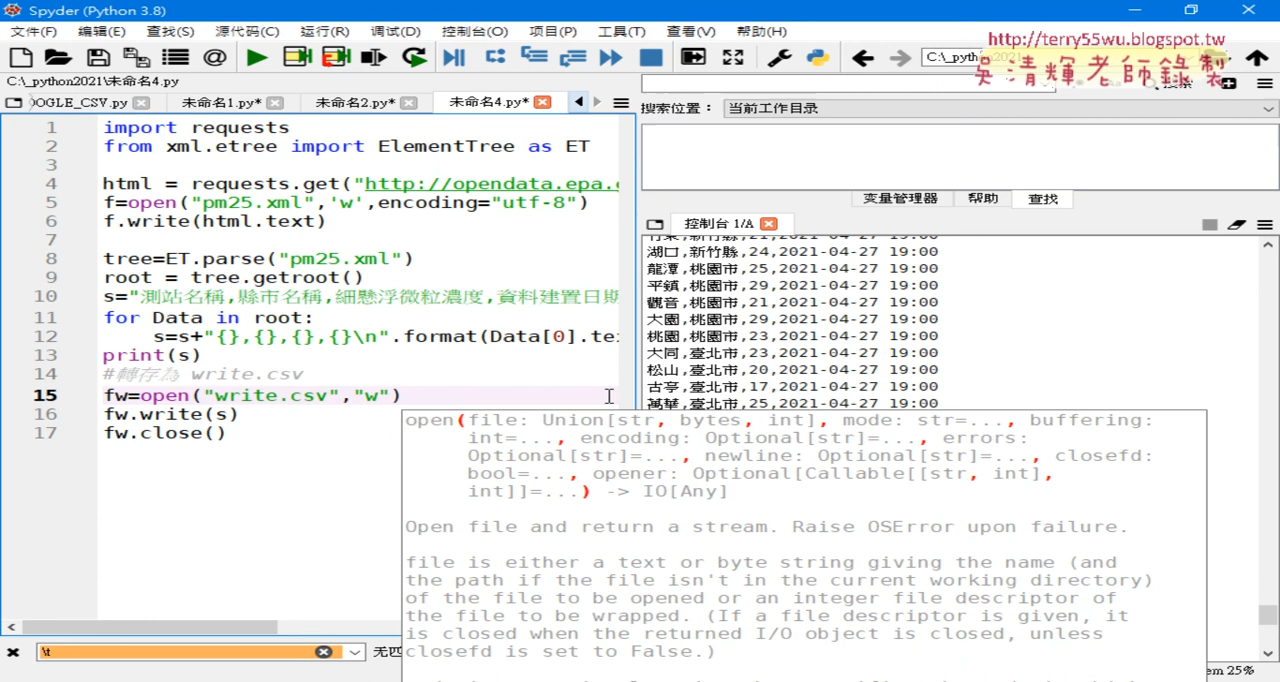 Spyder (Python 3.8)
文件(F) 编辑(E) 查找(S) 源代码(C) 运行(R) 调试(D) 控制台(O) 项目(P) 工具(T) 查看(V) 帮助(H)
http://terry55wu.blogspot.tw
吳清輝老師錄製
C:\_python2021\未命名4.py
OOGLE_CSV.py 未命名1.py* 未命名2.py* 未命名4.py*
1 import requests
2 from xml.etree import ElementTree as ET
3
4 html = requests.get("http://opendata.epa.
5 f=open("pm25.xml",'w',encoding="utf-8")
6 f.write(html.text)
7
8 tree=ET.parse("pm25.xml")
9 root = tree.getroot()
10 s="測站名稱,縣市名稱,細懸浮微粒濃度,資料建置日期
11 for Data in root:
12 s=s+"{},{},{},{}\n".format(Data[0].te
13 print(s)
14 #轉存為 write.csv
15 fw=open("write.csv","w")
16 fw.write(s)
17 fw.close()
\t
无匹
搜索位置： 当前工作目录
变量管理器 帮助 查找
控制台 1/A
竹東,新竹縣,21,2021-04-27 19:00
湖口,新竹縣,24,2021-04-27 19:00
龍潭,桃園市,25,2021-04-27 19:00
平鎮,桃園市,29,2021-04-27 19:00
觀音,桃園市,21,2021-04-27 19:00
大園,桃園市,29,2021-04-27 19:00
桃園,桃園市,23,2021-04-27 19:00
大同,臺北市,23,2021-04-27 19:00
松山,臺北市,20,2021-04-27 19:00
古亭,臺北市,17,2021-04-27 19:00
萬華,臺北市,25,2021-04-27 19:00
open(file: Union[str, bytes, int], mode: str=..., buffering:
int=..., encoding: Optional[str]=..., errors:
Optional[str]=..., newline: Optional[str]=..., closefd:
bool=..., opener: Optional[Callable[[str, int],
int]]=...) -> IO[Any]
Open file and return a stream. Raise OSError upon failure.
file is either a text or byte string giving the name (and
the path if the file isn't in the current working directory)
of the file to be opened or an integer file descriptor of
the file to be wrapped. (If a file descriptor is given, it
is closed when the returned I/O object is closed, unless
closefd is set to False.)
em 25%